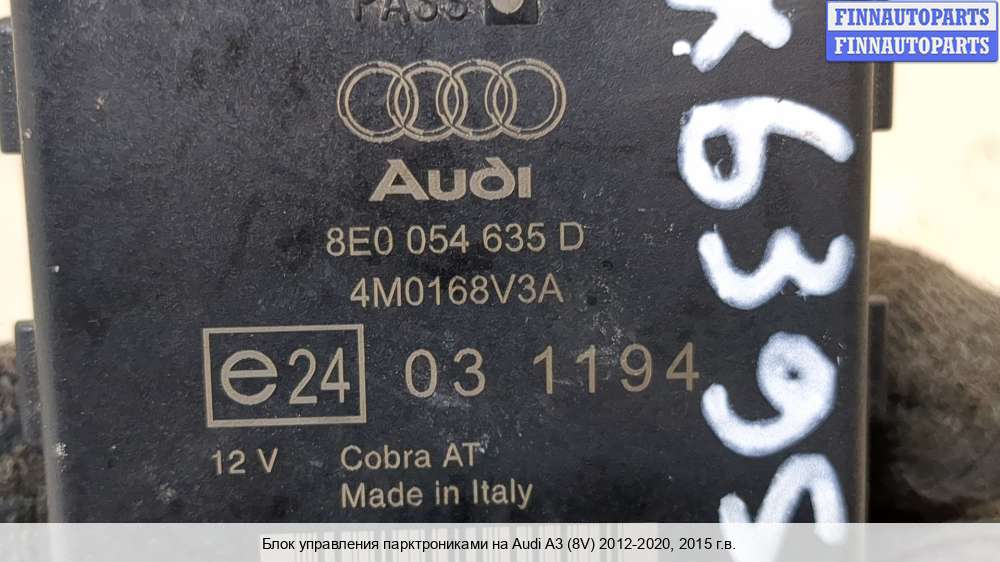 PASS
FINNAUTOPARTS
FINNAUTOPARTS
Audi
8E0 054 635 D
4M0168V3A
e24 03 1194
12 V Cobra AT
Made in Italy
6395
Блок управления парктрониками на Audi A3 (8V) 2012-2020, 2015 г.в.